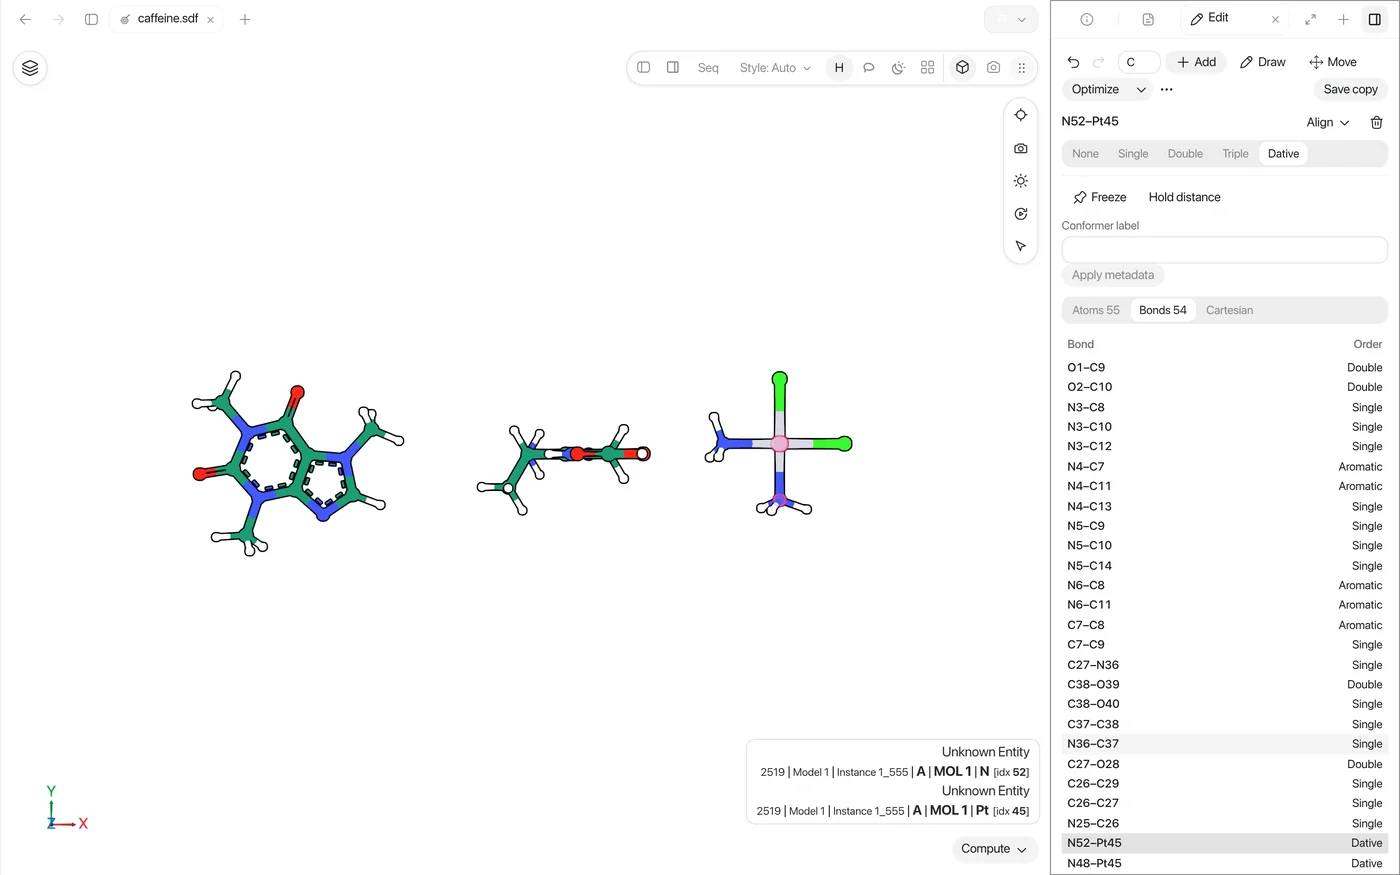 caffeine.sdf
Edit
Seq
Style: Auto
H
C
Add
Draw
Move
Optimize
Save copy
N52–Pt45
Align
None Single Double Triple Dative
Freeze
Hold distance
Conformer label
Apply metadata
Atoms 55 Bonds 54 Cartesian
Bond Order
O1–C9 Double
O2–C10 Double
N3–C8 Single
N3–C10 Single
N3–C12 Single
N4–C7 Aromatic
N4–C11 Aromatic
N4–C13 Single
N5–C9 Single
N5–C10 Single
N5–C14 Single
N6–C8 Aromatic
N6–C11 Aromatic
C7–C8 Aromatic
C7–C9 Single
C27–N36 Single
C38–O39 Double
C38–O40 Single
C37–C38 Single
N36–C37 Single
C27–O28 Double
C26–C29 Single
C26–C27 Single
N25–C26 Single
N52–Pt45 Dative
N48–Pt45 Dative
Unknown Entity
2519 | Model 1 | Instance 1_555 | A | MOL 1 | N [idx 52]
Unknown Entity
2519 | Model 1 | Instance 1_555 | A | MOL 1 | Pt [idx 45]
Compute
Y
Z
X